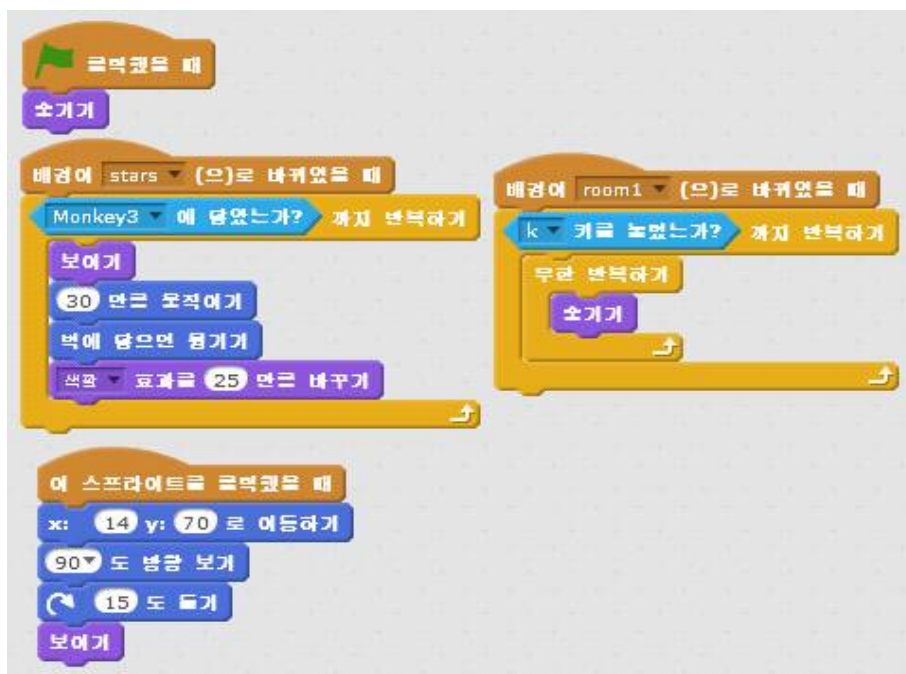 클릭했을 때
숨기기
배경이 stars (으)로 바뀌었을 때
Monkey3 에 닿았는가? 까지 반복하기
보이기
30 만큼 움직이기
벽에 닿으면 튕기기
색깔 효과를 25 만큼 바꾸기
배경이 room1 (으)로 바뀌었을 때
k 키를 눌렀는가? 까지 반복하기
무한 반복하기
숨기기
이 스프라이트를 클릭했을 때
x: 14 y: 70 로 이동하기
90 도 방향 보기
15 도 돌기
보이기